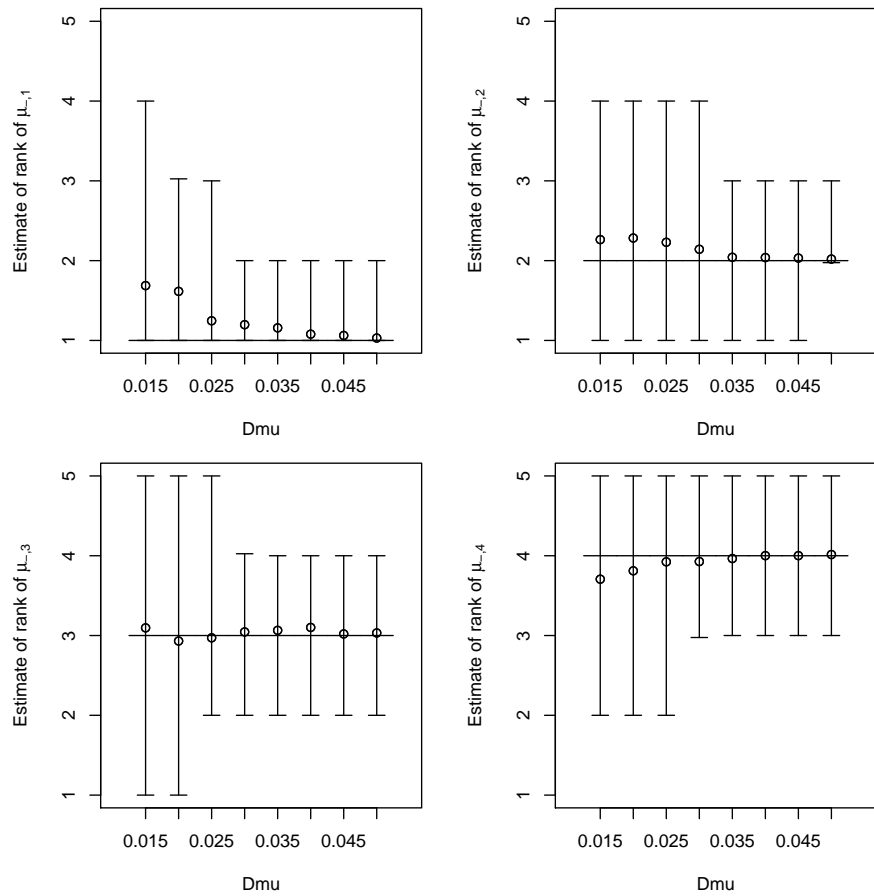 Estimate of rank of μ_,1
1 2 3 4 5
0.015 0.025 0.035 0.045
Dmu
Estimate of rank of μ_,2
1 2 3 4 5
0.015 0.025 0.035 0.045
Dmu
Estimate of rank of μ_,3
1 2 3 4 5
0.015 0.025 0.035 0.045
Dmu
Estimate of rank of μ_,4
1 2 3 4 5
0.015 0.025 0.035 0.045
Dmu